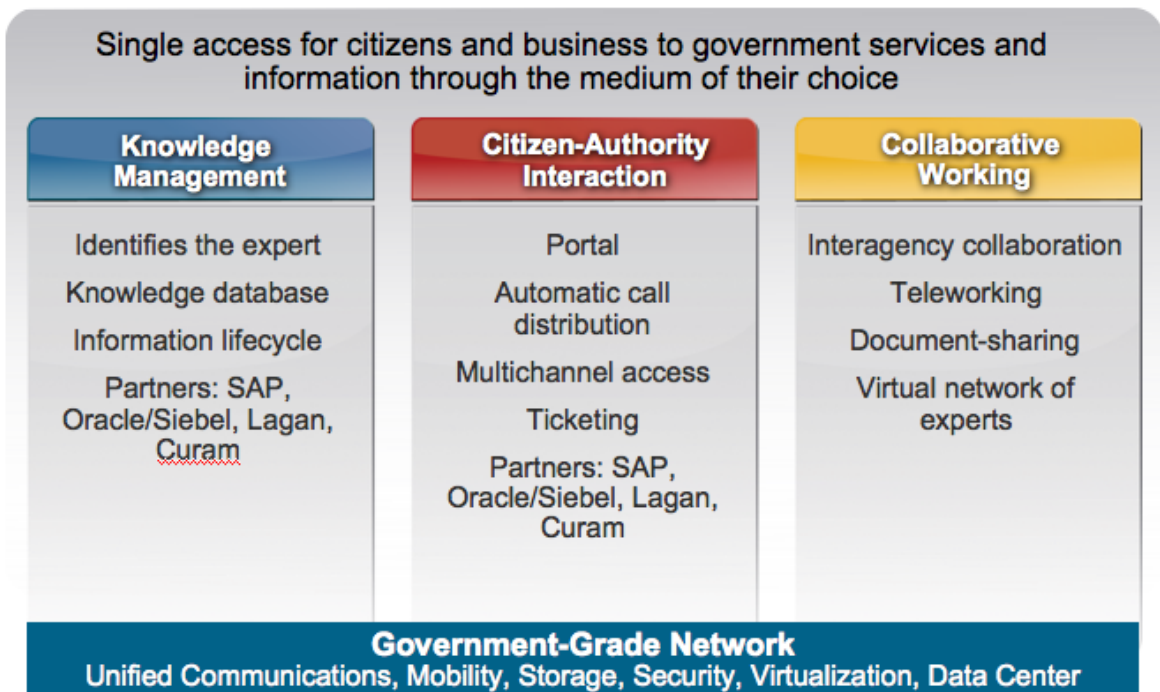 Single access for citizens and business to government services and
information through the medium of their choice
Knowledge
Management
Identifies the expert
Knowledge database
Information lifecycle
Partners: SAP,
Oracle/Siebel, Lagan,
Curam
Citizen-Authority
Interaction
Portal
Automatic call
distribution
Multichannel access
Ticketing
Partners: SAP,
Oracle/Siebel, Lagan,
Curam
Collaborative
Working
Interagency collaboration
Teleworking
Document-sharing
Virtual network of
experts
Government-Grade Network
Unified Communications, Mobility, Storage, Security, Virtualization, Data Center